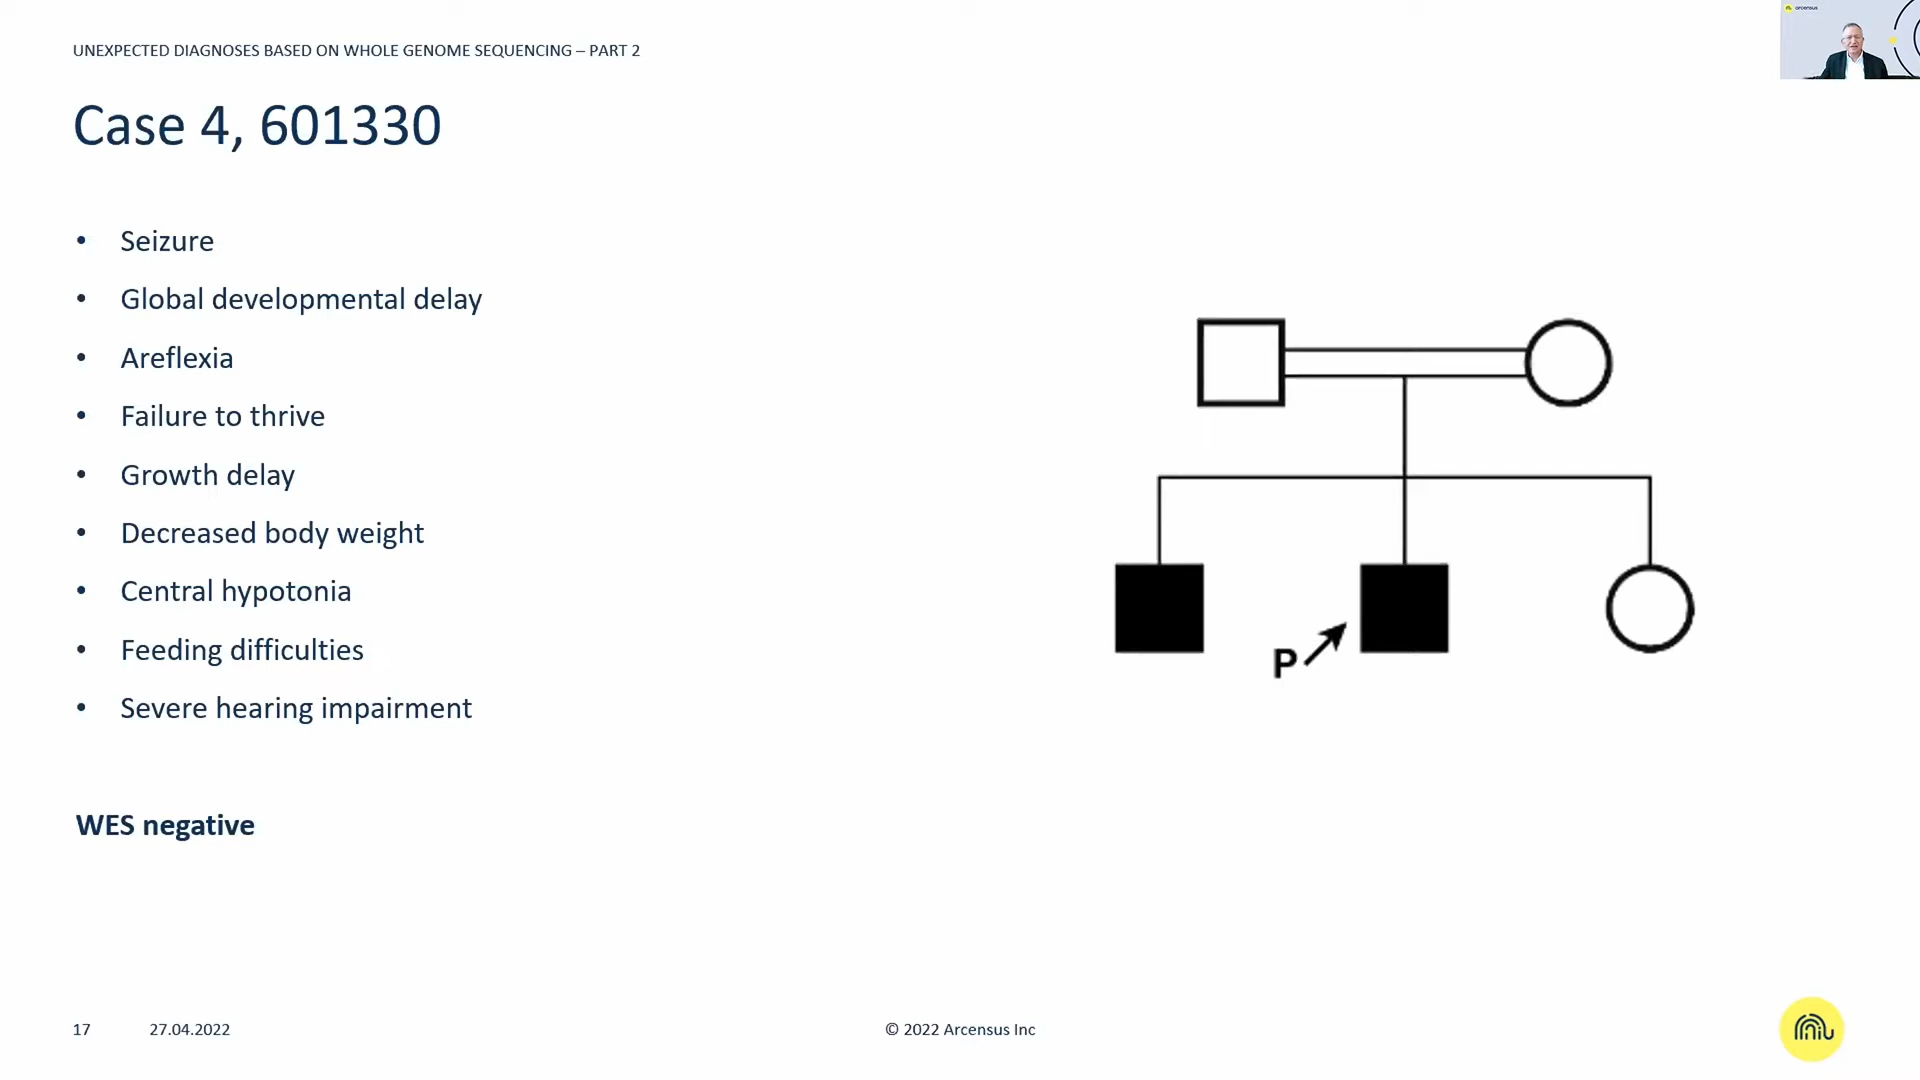 arcensus
UNEXPECTED DIAGNOSES BASED ON WHOLE GENOME SEQUENCING – PART 2
Case 4, 601330
• Seizure
• Global developmental delay
• Areflexia
• Failure to thrive
• Growth delay
• Decreased body weight
• Central hypotonia
• Feeding difficulties
• Severe hearing impairment
WES negative
P
17 27.04.2022 © 2022 Arcensus Inc